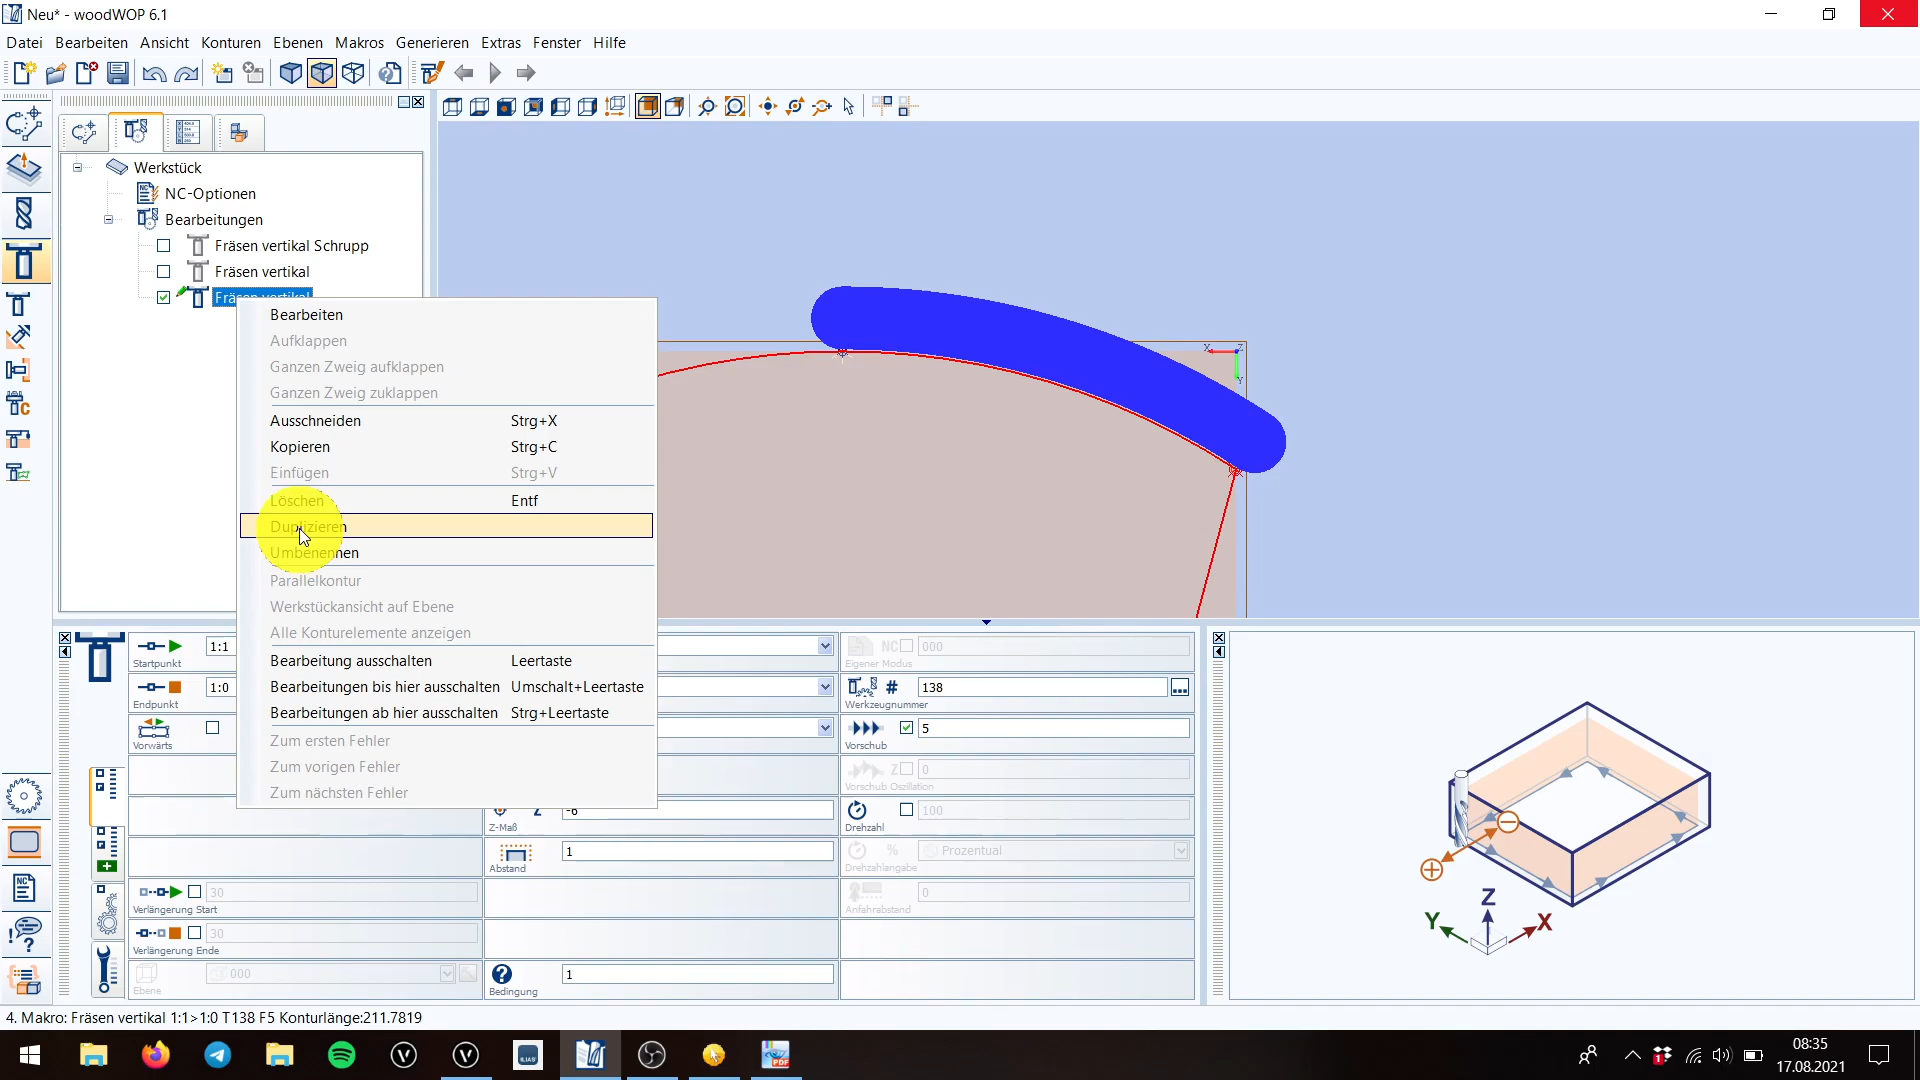 Neu* - woodWOP 6.1
Datei Bearbeiten Ansicht Konturen Ebenen Makros Generieren Extras Fenster Hilfe
Werkstück
NC-Optionen
Bearbeitungen
Fräsen vertikal Schrupp
Fräsen vertikal
Fräsen vertikal
Bearbeiten
Aufklappen
Ganzen Zweig aufklappen
Ganzen Zweig zuklappen
Ausschneiden Strg+X
Kopieren Strg+C
Einfügen Strg+V
Löschen Entf
Duplizieren
Umbenennen
Parallelkontur
Werkstückansicht auf Ebene
Alle Konturelemente anzeigen
Bearbeitung ausschalten Leertaste
Bearbeitungen bis hier ausschalten Umschalt+Leertaste
Bearbeitungen ab hier ausschalten Strg+Leertaste
Zum ersten Fehler
Zum vorigen Fehler
Zum nächsten Fehler
X Z
Y
1:1
Startpunkt
1:0
Endpunkt
Vorwärts
30
Verlängerung Start
30
Verlängerung Ende
000
Ebene
Z -6
Z-Maß
1
Abstand
1
Bedingung
NC 000
Eigener Modus
# 138
Werkzeugnummer
5
Vorschub
Z 0
Vorschub Oszillation
100
Drehzahl
% Prozentual
Drehzahlangabe
0
Anfahrabstand
Z
Y X
4. Makro: Fräsen vertikal 1:1>1:0 T138 F5 Konturlänge:211.7819
ILIAS
PDF
1
08:35
17.08.2021